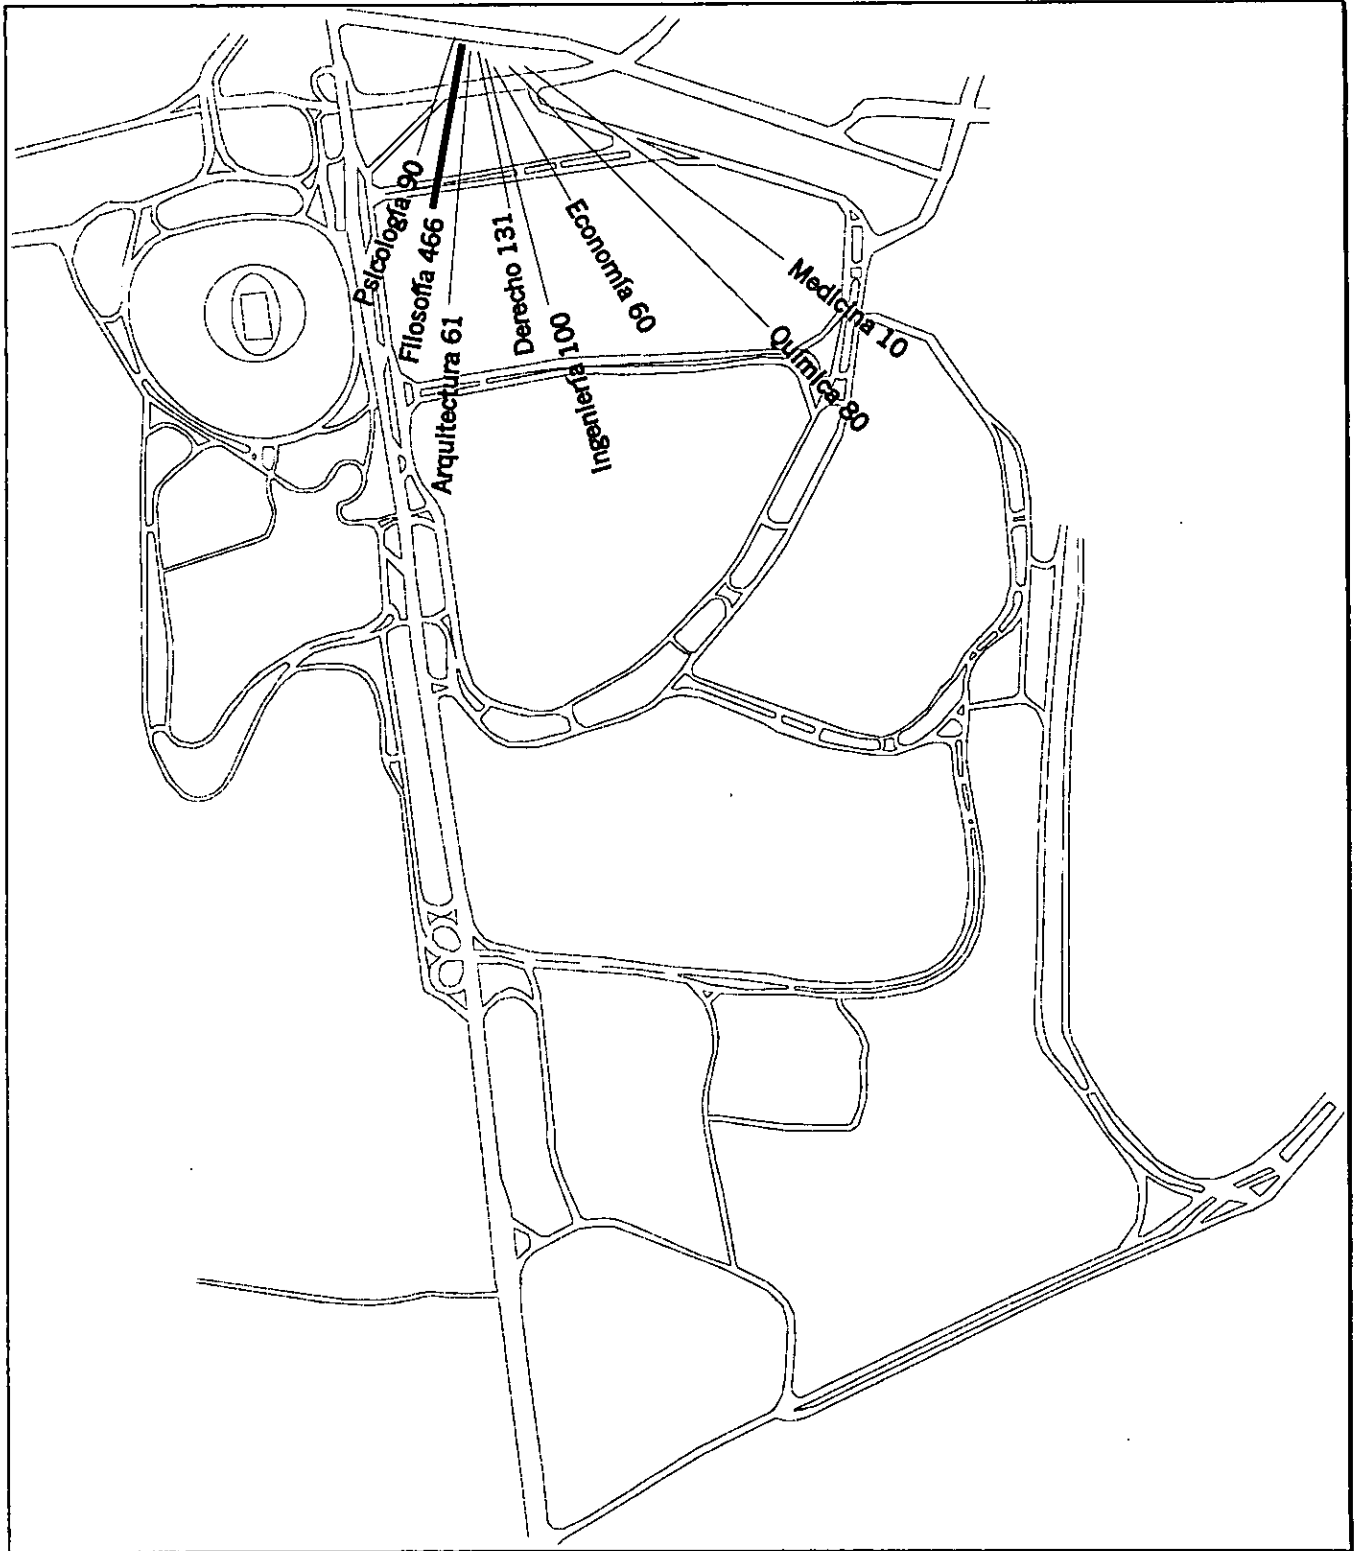 Psicología 90
Filosofía 466
Arquitectura 61
Derecho 131
Ingeniería 100
Economía 60
Química 80
Medicina 10